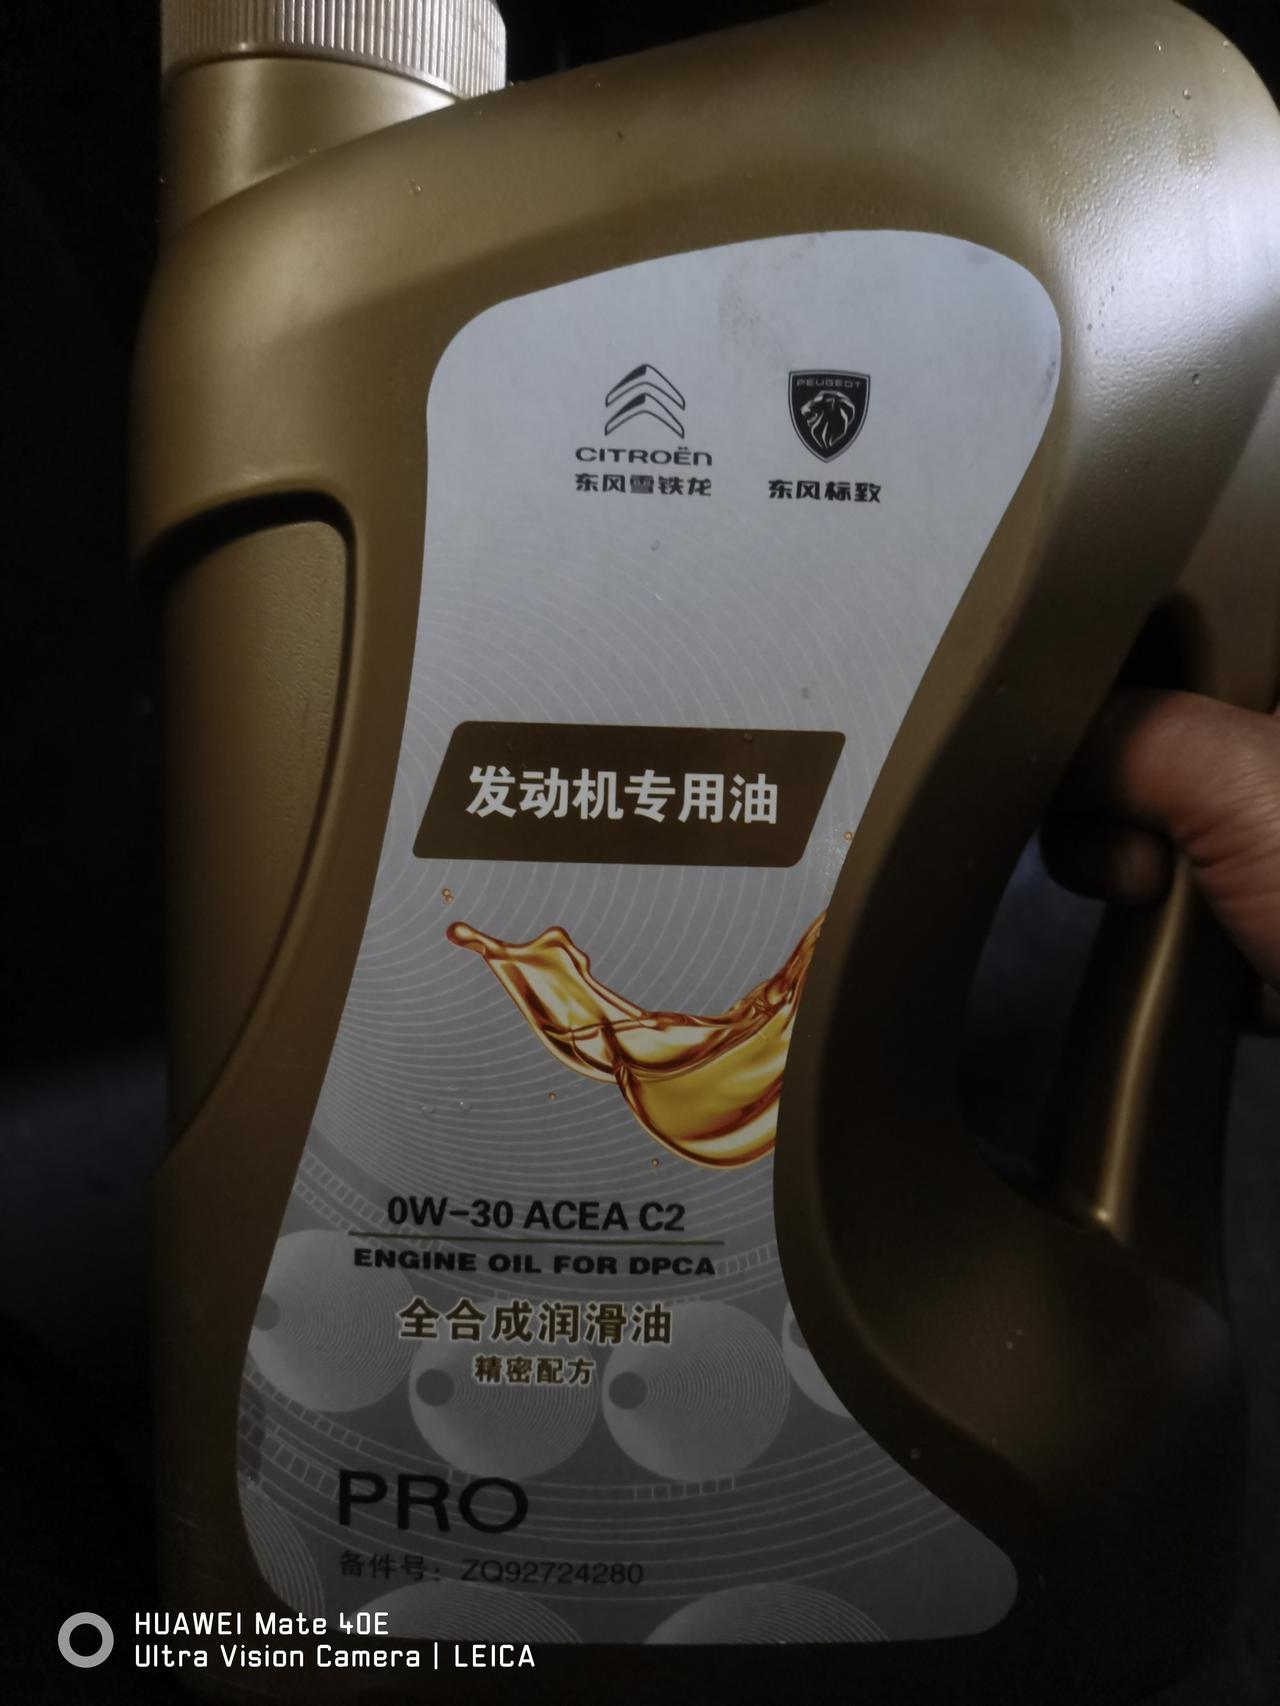 CITROËN
东风雪铁龙
PEUGEOT
东风标致
发动机专用油
0W-30 ACEA C2
ENGINE OIL FOR DPCA
全合成润滑油
精密配方
PRO
备件号：ZQ92724280
HUAWEI Mate 40E
Ultra Vision Camera | LEICA